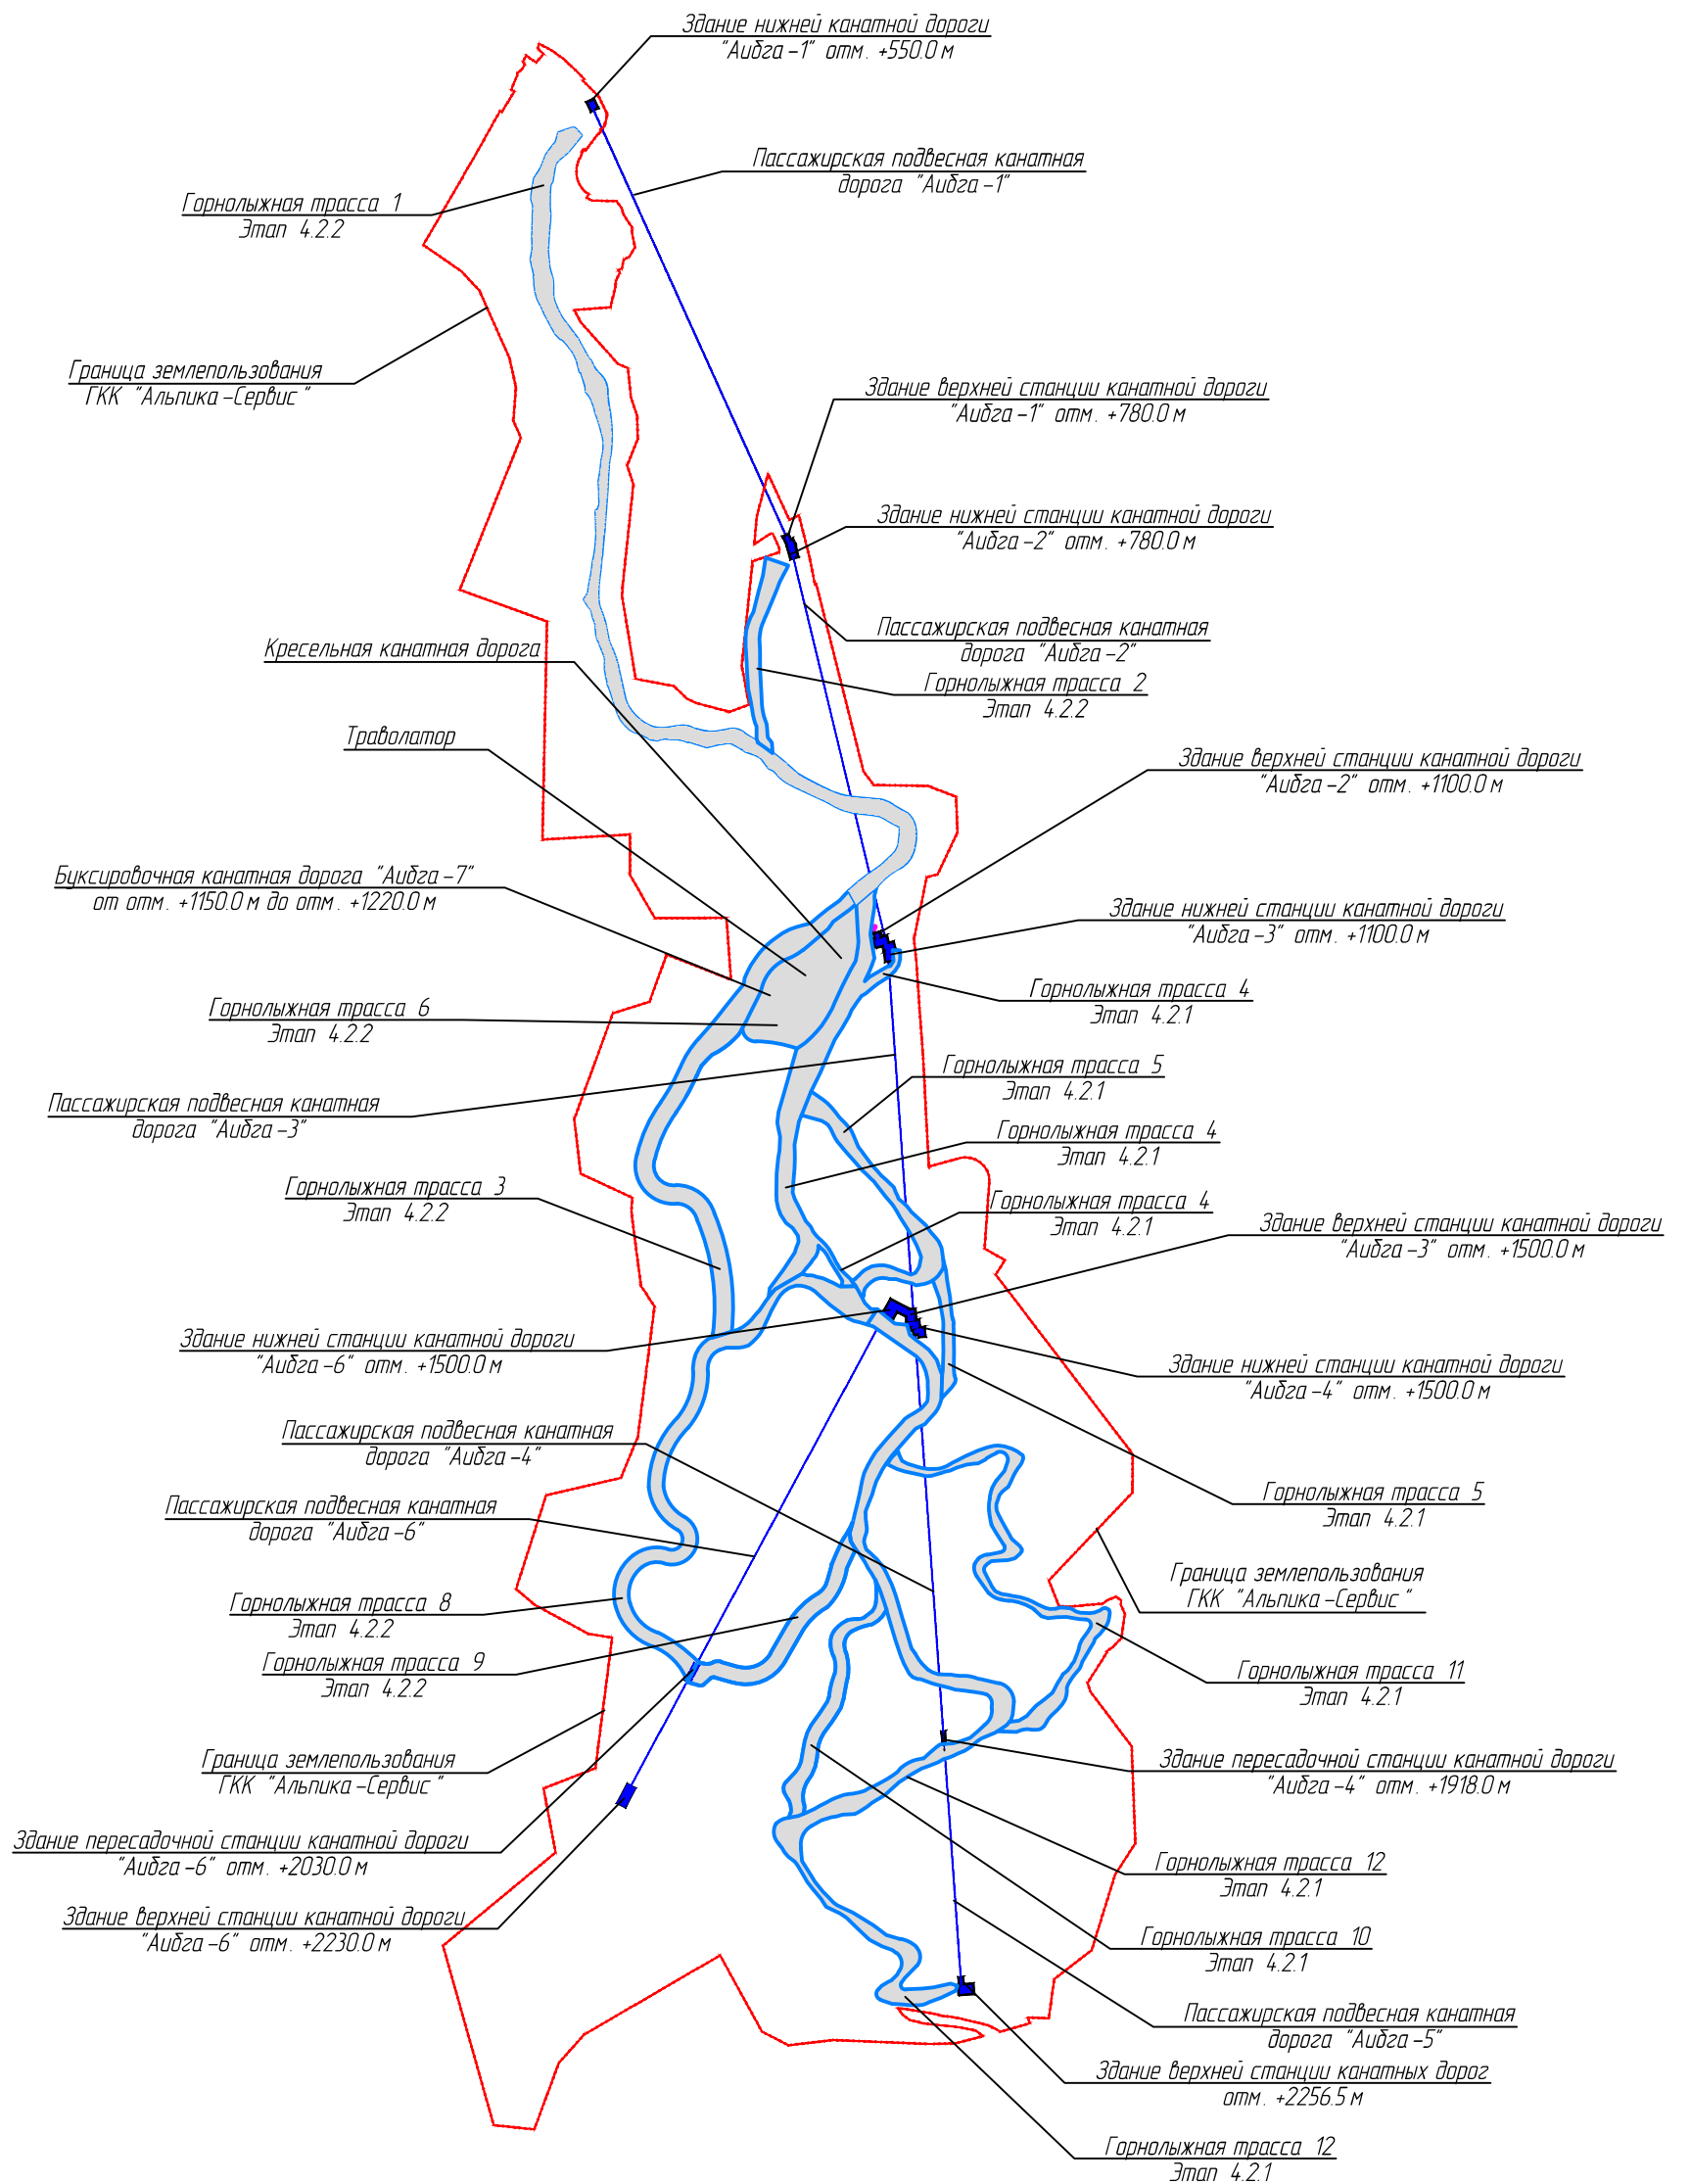 Здание нижней канатной дороги
"Аибга-1" отм. +550.0 м
Пассажирская подвесная канатная
дорога "Аибга-1"
Горнолыжная трасса 1
Этап 4.2.2
Граница землепользования
ГКК "Альпика-Сервис"
Здание верхней станции канатной дороги
"Аибга-1" отм. +780.0 м
Здание нижней станции канатной дороги
"Аибга-2" отм. +780.0 м
Пассажирская подвесная канатная
дорога "Аибга-2"
Кресельная канатная дорога
Горнолыжная трасса 2
Этап 4.2.2
Траволатор
Здание верхней станции канатной дороги
"Аибга-2" отм. +1100.0 м
Буксировочная канатная дорога "Аибга-7"
от отм. +1150.0 м до отм. +1220.0 м
Здание нижней станции канатной дороги
"Аибга-3" отм. +1100.0 м
Горнолыжная трасса 4
Этап 4.2.1
Горнолыжная трасса 6
Этап 4.2.2
Горнолыжная трасса 5
Этап 4.2.1
Пассажирская подвесная канатная
дорога "Аибга-3"
Горнолыжная трасса 4
Этап 4.2.1
Горнолыжная трасса 3
Этап 4.2.2
Горнолыжная трасса 4
Этап 4.2.1
Здание верхней станции канатной дороги
"Аибга-3" отм. +1500.0 м
Здание нижней станции канатной дороги
"Аибга-6" отм. +1500.0 м
Здание нижней станции канатной дороги
"Аибга-4" отм. +1500.0 м
Пассажирская подвесная канатная
дорога "Аибга-4"
Горнолыжная трасса 5
Этап 4.2.1
Пассажирская подвесная канатная
дорога "Аибга-6"
Граница землепользования
ГКК "Альпика-Сервис"
Горнолыжная трасса 8
Этап 4.2.2
Горнолыжная трасса 9
Этап 4.2.2
Горнолыжная трасса 11
Этап 4.2.1
Граница землепользования
ГКК "Альпика-Сервис"
Здание пересадочной станции канатной дороги
"Аибга-4" отм. +1918.0 м
Здание пересадочной станции канатной дороги
"Аибга-6" отм. +2030.0 м
Горнолыжная трасса 12
Этап 4.2.1
Здание верхней станции канатной дороги
"Аибга-6" отм. +2230.0 м
Горнолыжная трасса 10
Этап 4.2.1
Пассажирская подвесная канатная
дорога "Аибга-5"
Здание верхней станции канатных дорог
отм. +2256.5 м
Горнолыжная трасса 12
Этап 4.2.1